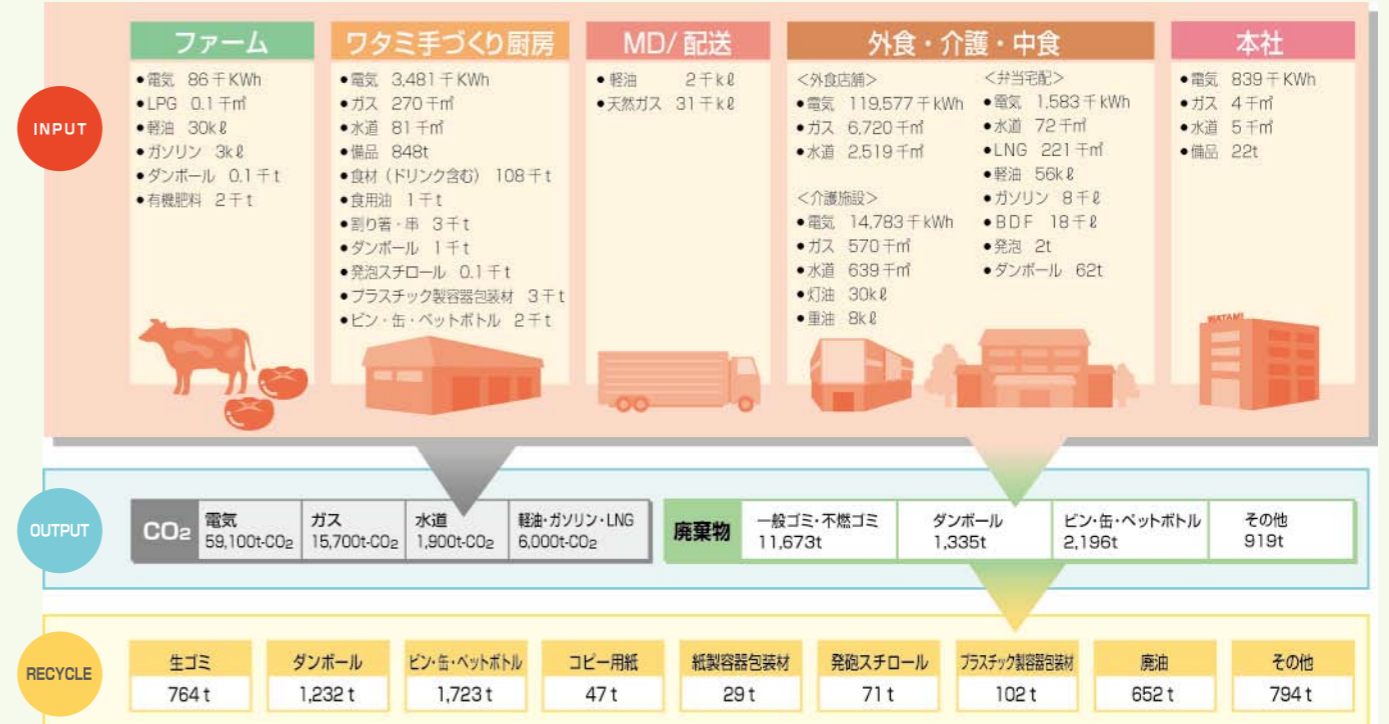 INPUT
ファーム
●電気 86千KWh
●LPG 0.1千㎥
●軽油 30kℓ
●ガソリン 3kℓ
●ダンボール 0.1千t
●有機肥料 2千t
ワタミ手づくり厨房
●電気 3,481千KWh
●ガス 270千㎥
●水道 81千㎥
●備品 848t
●食材（ドリンク含む） 108千t
●食用油 1千t
●割り箸・串 3千t
●ダンボール 1千t
●発泡スチロール 0.1千t
●プラスチック製容器包装材 3千t
●ビン・缶・ペットボトル 2千t
MD/配送
●軽油 2千kℓ
●天然ガス 31千kℓ
外食・介護・中食
＜外食店舗＞
●電気 119,577千kWh
●ガス 6,720千㎥
●水道 2,519千㎥
＜介護施設＞
●電気 14,783千kWh
●ガス 570千㎥
●水道 639千㎥
●灯油 30kℓ
●重油 8kℓ
＜弁当宅配＞
●電気 1,583千kWh
●水道 72千㎥
●LNG 221千㎥
●軽油 56kℓ
●ガソリン 8千ℓ
●BDF 18千ℓ
●発泡 2t
●ダンボール 62t
本社
●電気 839千KWh
●ガス 4千㎥
●水道 5千㎥
●備品 22t
WATAMI
OUTPUT
CO₂
電気
59,100t-CO₂
ガス
15,700t-CO₂
水道
1,900t-CO₂
軽油・ガソリン・LNG
6,000t-CO₂
廃棄物
一般ゴミ・不燃ゴミ
11,673t
ダンボール
1,335t
ビン・缶・ペットボトル
2,196t
その他
919t
RECYCLE
生ゴミ
764t
ダンボール
1,232t
ビン・缶・ペットボトル
1,723t
コピー用紙
47t
紙製容器包装材
29t
発砲スチロール
71t
プラスチック製容器包装材
102t
廃油
652t
その他
794t